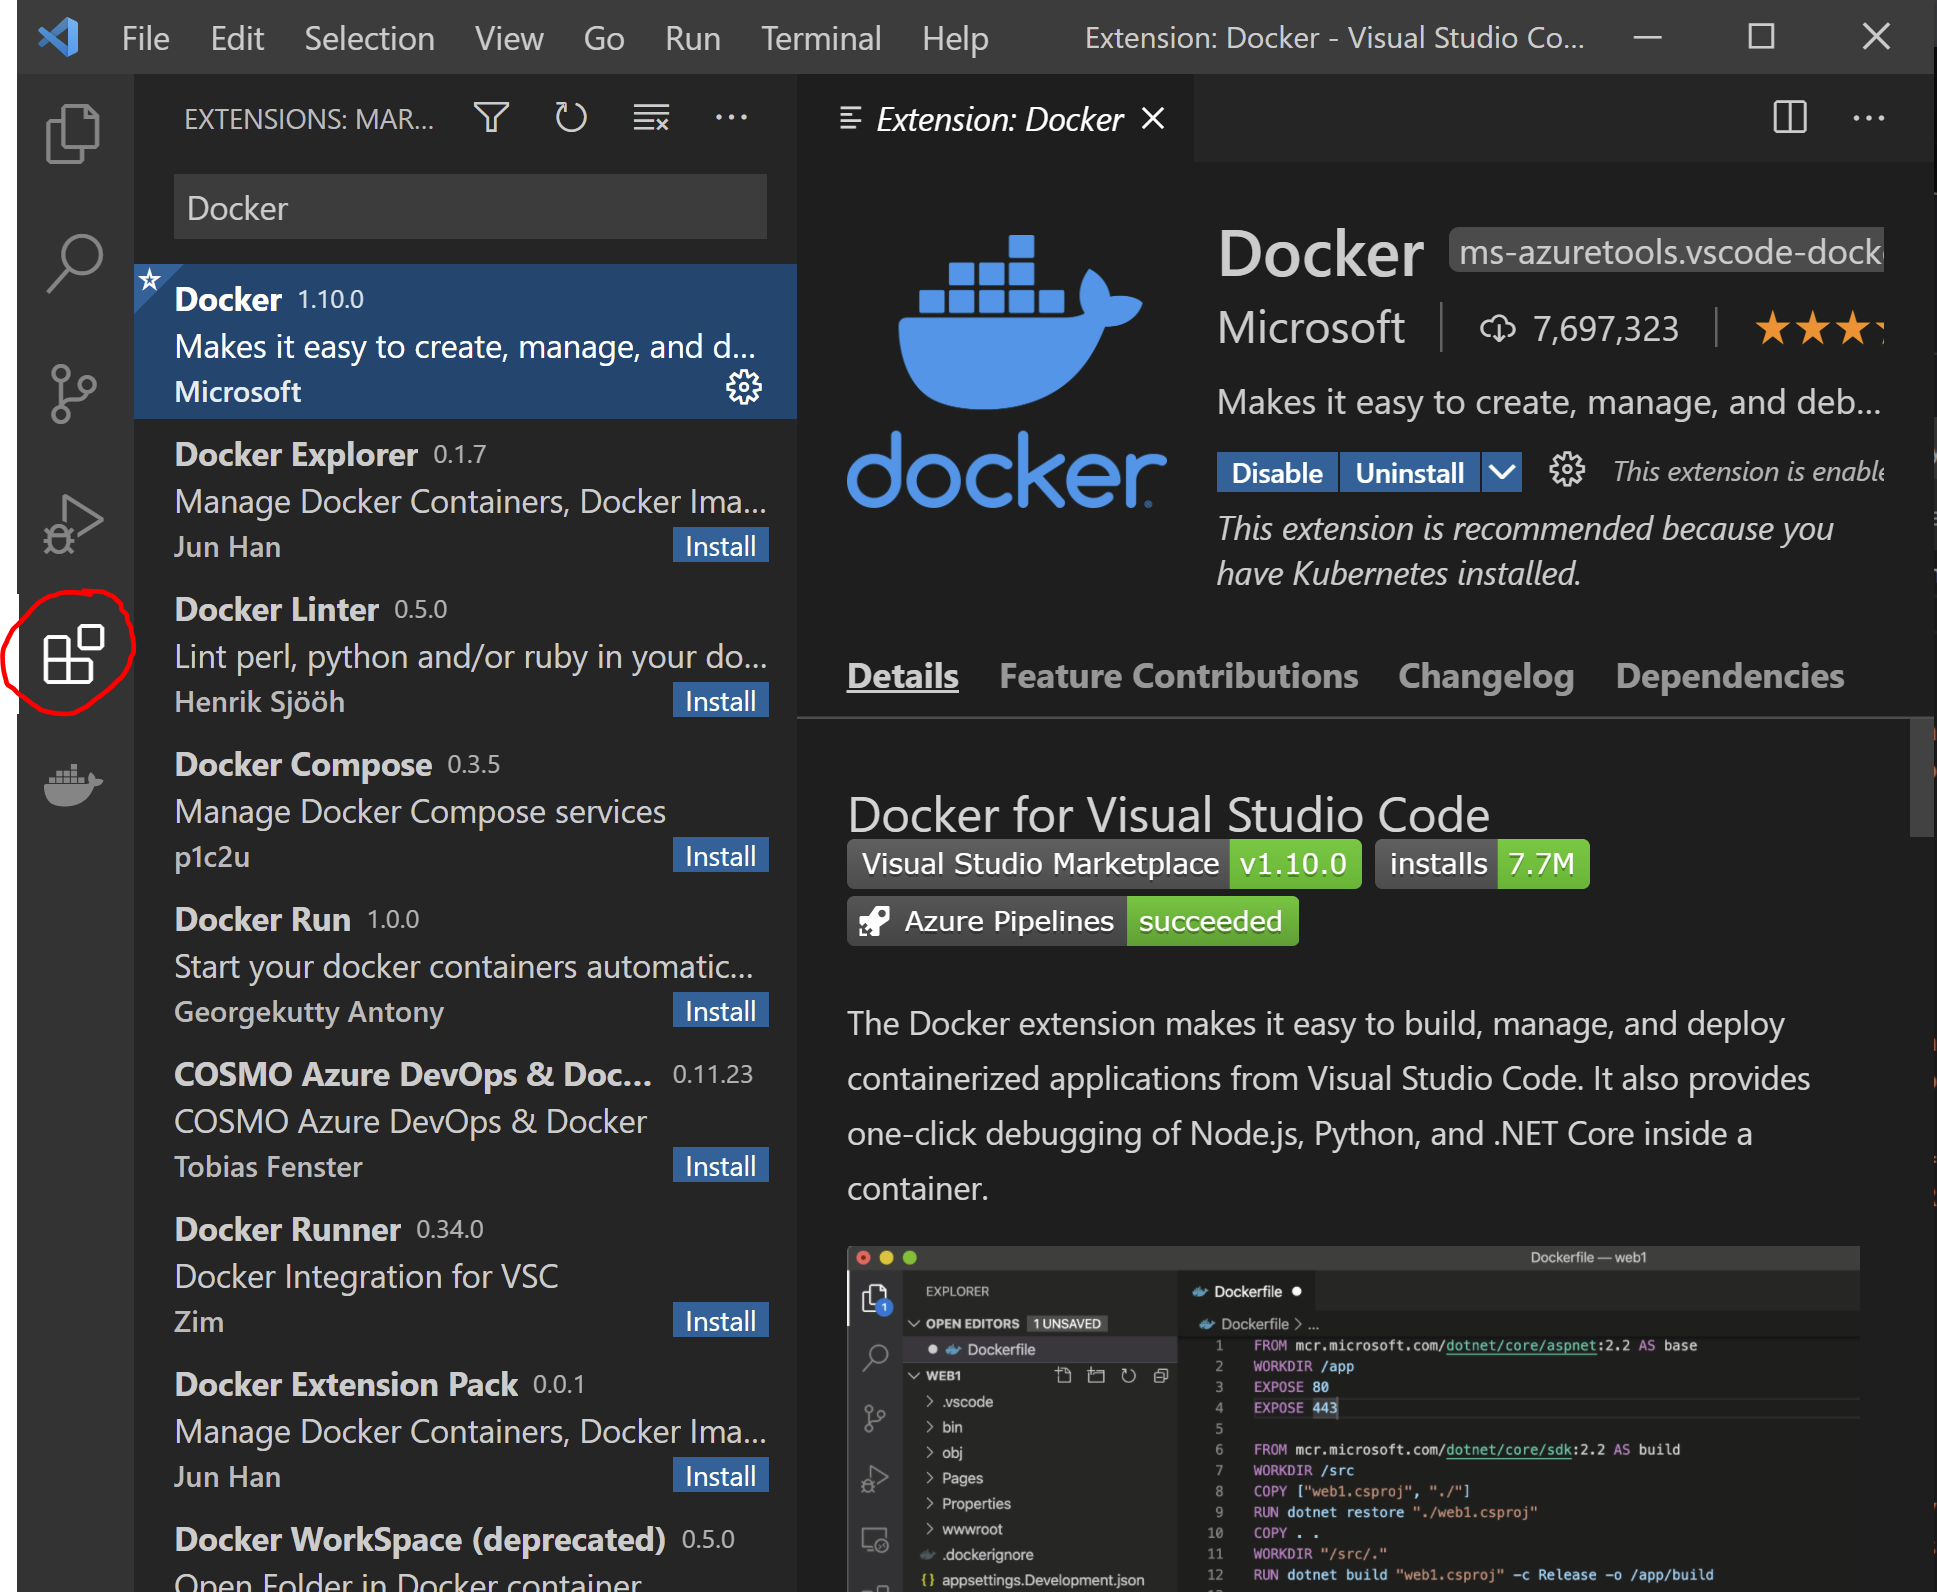 File Edit Selection View Go Run Terminal Help Extension: Docker - Visual Studio Co...
EXTENSIONS: MAR...
Docker
Docker 1.10.0
Makes it easy to create, manage, and d...
Microsoft
Docker Explorer 0.1.7
Manage Docker Containers, Docker Ima...
Jun Han Install
Docker Linter 0.5.0
Lint perl, python and/or ruby in your do...
Henrik Sjööh Install
Docker Compose 0.3.5
Manage Docker Compose services
p1c2u Install
Docker Run 1.0.0
Start your docker containers automatic...
Georgekutty Antony Install
COSMO Azure DevOps & Doc... 0.11.23
COSMO Azure DevOps & Docker
Tobias Fenster Install
Docker Runner 0.34.0
Docker Integration for VSC
Zim Install
Docker Extension Pack 0.0.1
Manage Docker Containers, Docker Ima...
Jun Han Install
Docker WorkSpace (deprecated) 0.5.0
Open Folder in Docker container
Extension: Docker
docker
Docker ms-azuretools.vscode-dock
Microsoft 7,697,323
Makes it easy to create, manage, and deb...
Disable Uninstall This extension is enable
This extension is recommended because you
have Kubernetes installed.
Details Feature Contributions Changelog Dependencies
Docker for Visual Studio Code
Visual Studio Marketplace v1.10.0 installs 7.7M
Azure Pipelines succeeded
The Docker extension makes it easy to build, manage, and deploy
containerized applications from Visual Studio Code. It also provides
one-click debugging of Node.js, Python, and .NET Core inside a
container.
Dockerfile — web1
1
EXPLORER
OPEN EDITORS 1 UNSAVED
Dockerfile
WEB1
.vscode
bin
obj
Pages
Properties
wwwroot
.dockerignore
{} appsettings.Development.json
Dockerfile
Dockerfile > ...
1 FROM mcr.microsoft.com/dotnet/core/aspnet:2.2 AS base
2 WORKDIR /app
3 EXPOSE 80
4 EXPOSE 443
5
6 FROM mcr.microsoft.com/dotnet/core/sdk:2.2 AS build
7 WORKDIR /src
8 COPY ["web1.csproj", "./"]
9 RUN dotnet restore "./web1.csproj"
10 COPY . .
11 WORKDIR "/src/."
12 RUN dotnet build "web1.csproj" -c Release -o /app/build